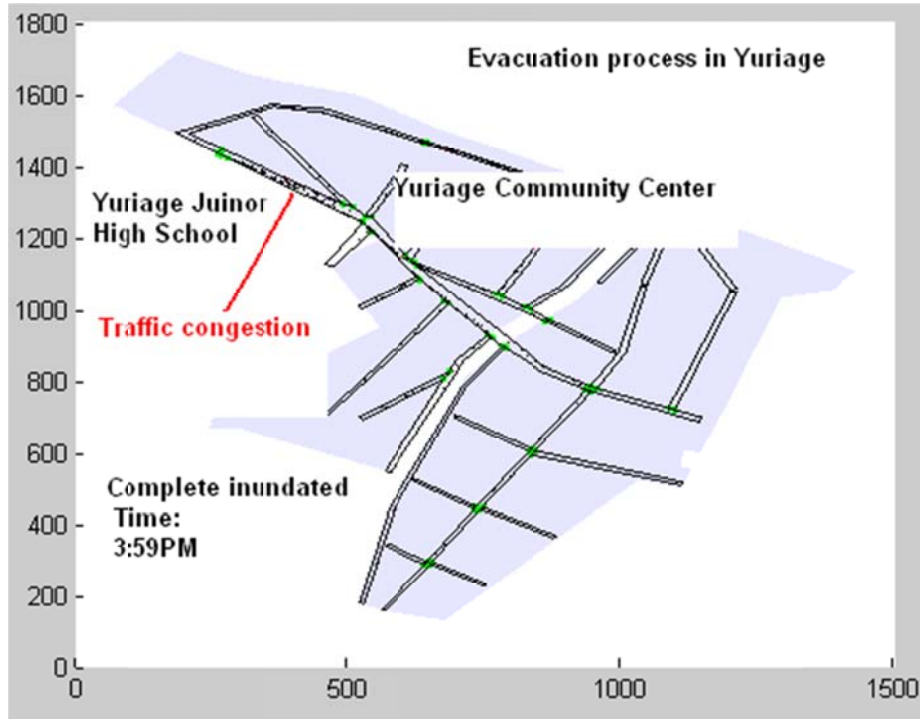 Evacuation process in Yuriage
Yuriage Community Center
Yuriage Juinor
High School
Traffic congestion
Complete inundated
Time:
3:59PM
1800
1600
1400
1200
1000
800
600
400
200
0
0
500
1000
1500